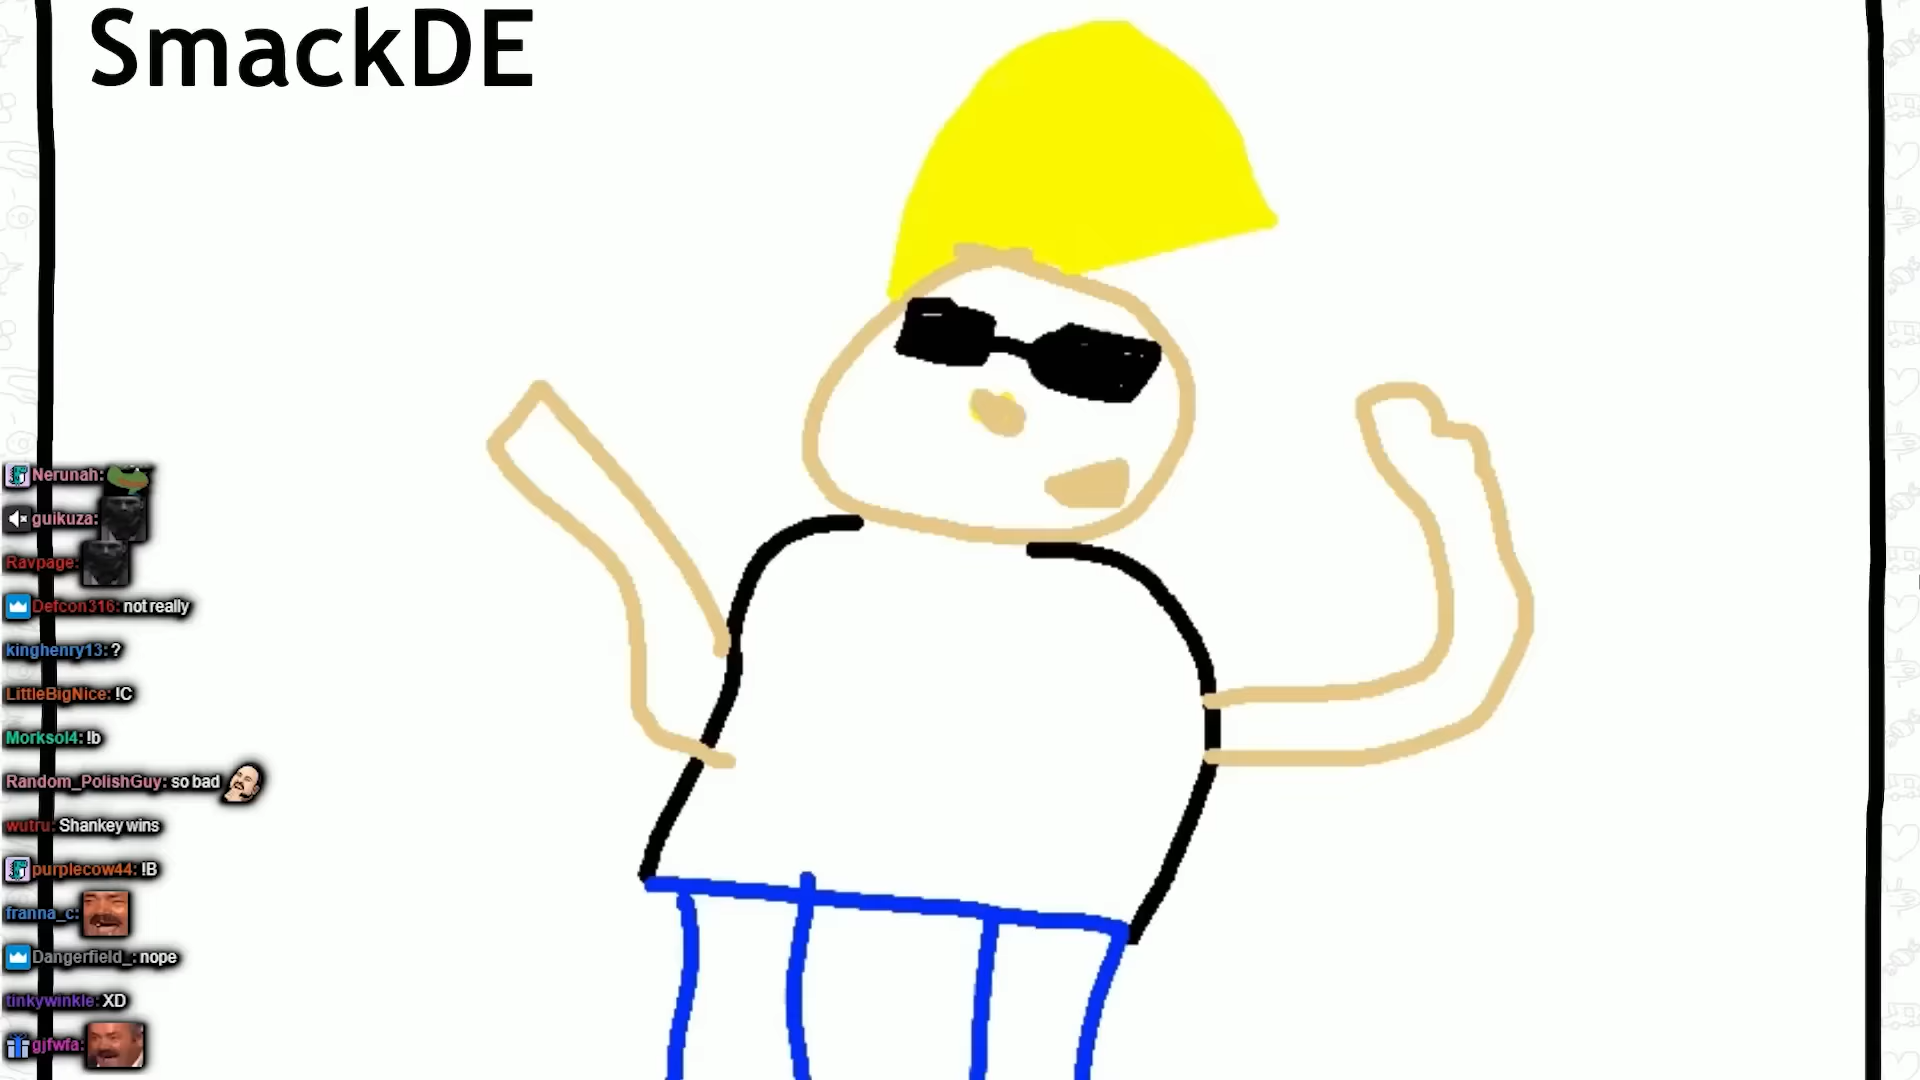 SmackDE
Nerunah:
guikuza:
Ravpage:
Defcon316: not really
kinghenry13: ?
LittleBigNice: !C
Morksol4: !b
Random_PolishGuy: so bad
wutru: Shankey wins
purplecow44: !B
franna_c:
Dangerfield_: nope
tinkywinkle: XD
gjfwfa: